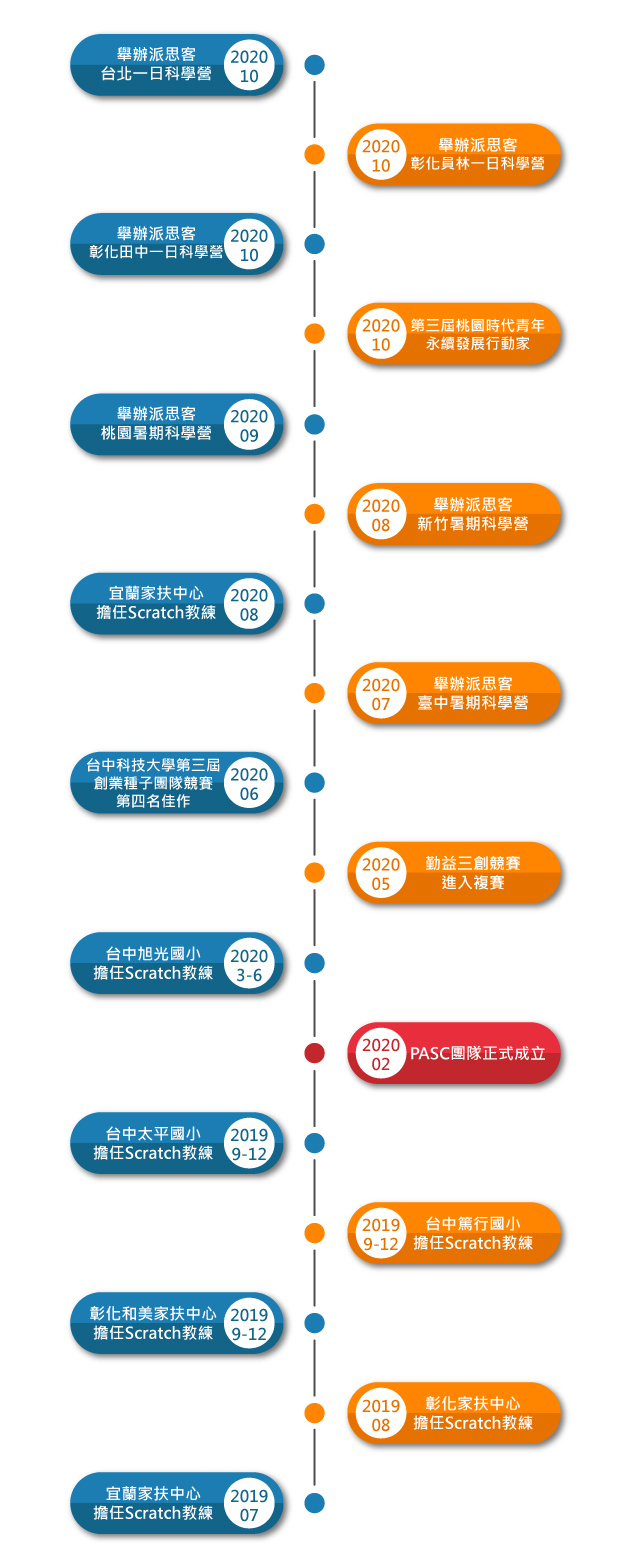 舉辦派思客
台北一日科學營
2020
10
2020
10
舉辦派思客
彰化員林一日科學營
舉辦派思客
彰化田中一日科學營
2020
10
2020
10
第三屆桃園時代青年
永續發展行動家
舉辦派思客
桃園暑期科學營
2020
09
2020
08
舉辦派思客
新竹暑期科學營
宜蘭家扶中心
擔任Scratch教練
2020
08
2020
07
舉辦派思客
臺中暑期科學營
台中科技大學第三屆
創業種子團隊競賽
第四名佳作
2020
06
2020
05
勤益三創競賽
進入複賽
台中旭光國小
擔任Scratch教練
2020
3-6
2020
02
PASC團隊正式成立
台中太平國小
擔任Scratch教練
2019
9-12
2019
9-12
台中篤行國小
擔任Scratch教練
彰化和美家扶中心
擔任Scratch教練
2019
9-12
2019
08
彰化家扶中心
擔任Scratch教練
宜蘭家扶中心
擔任Scratch教練
2019
07